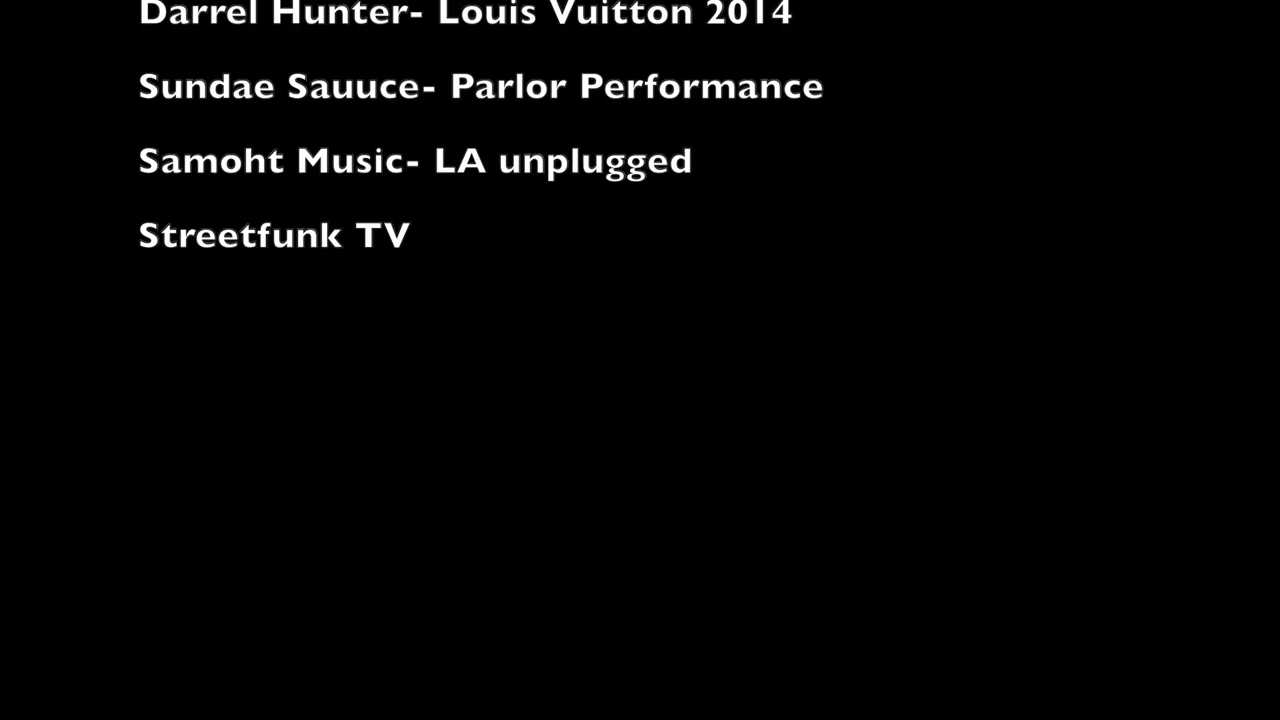 Darrel Hunter- Louis Vuitton 2014
Sundae Sauuce- Parlor Performance
Samoht Music- LA unplugged
Streetfunk TV